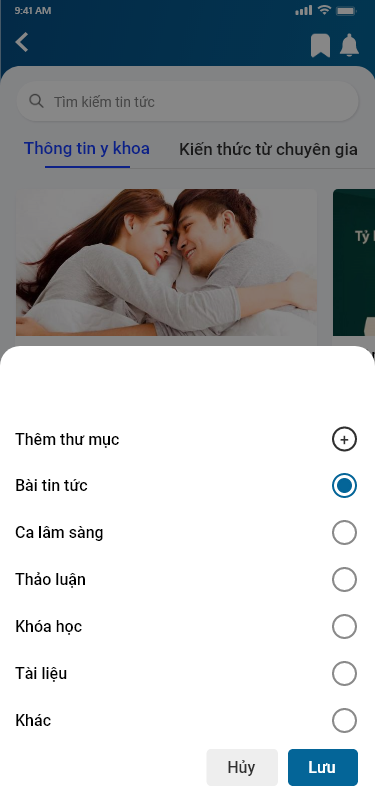 9:41 AM
Tìm kiếm tin tức
Thông tin y khoa Kiến thức từ chuyên gia
Thêm thư mục
Bài tin tức
Ca lâm sàng
Thảo luận
Khóa học
Tài liệu
Khác
Hủy Lưu